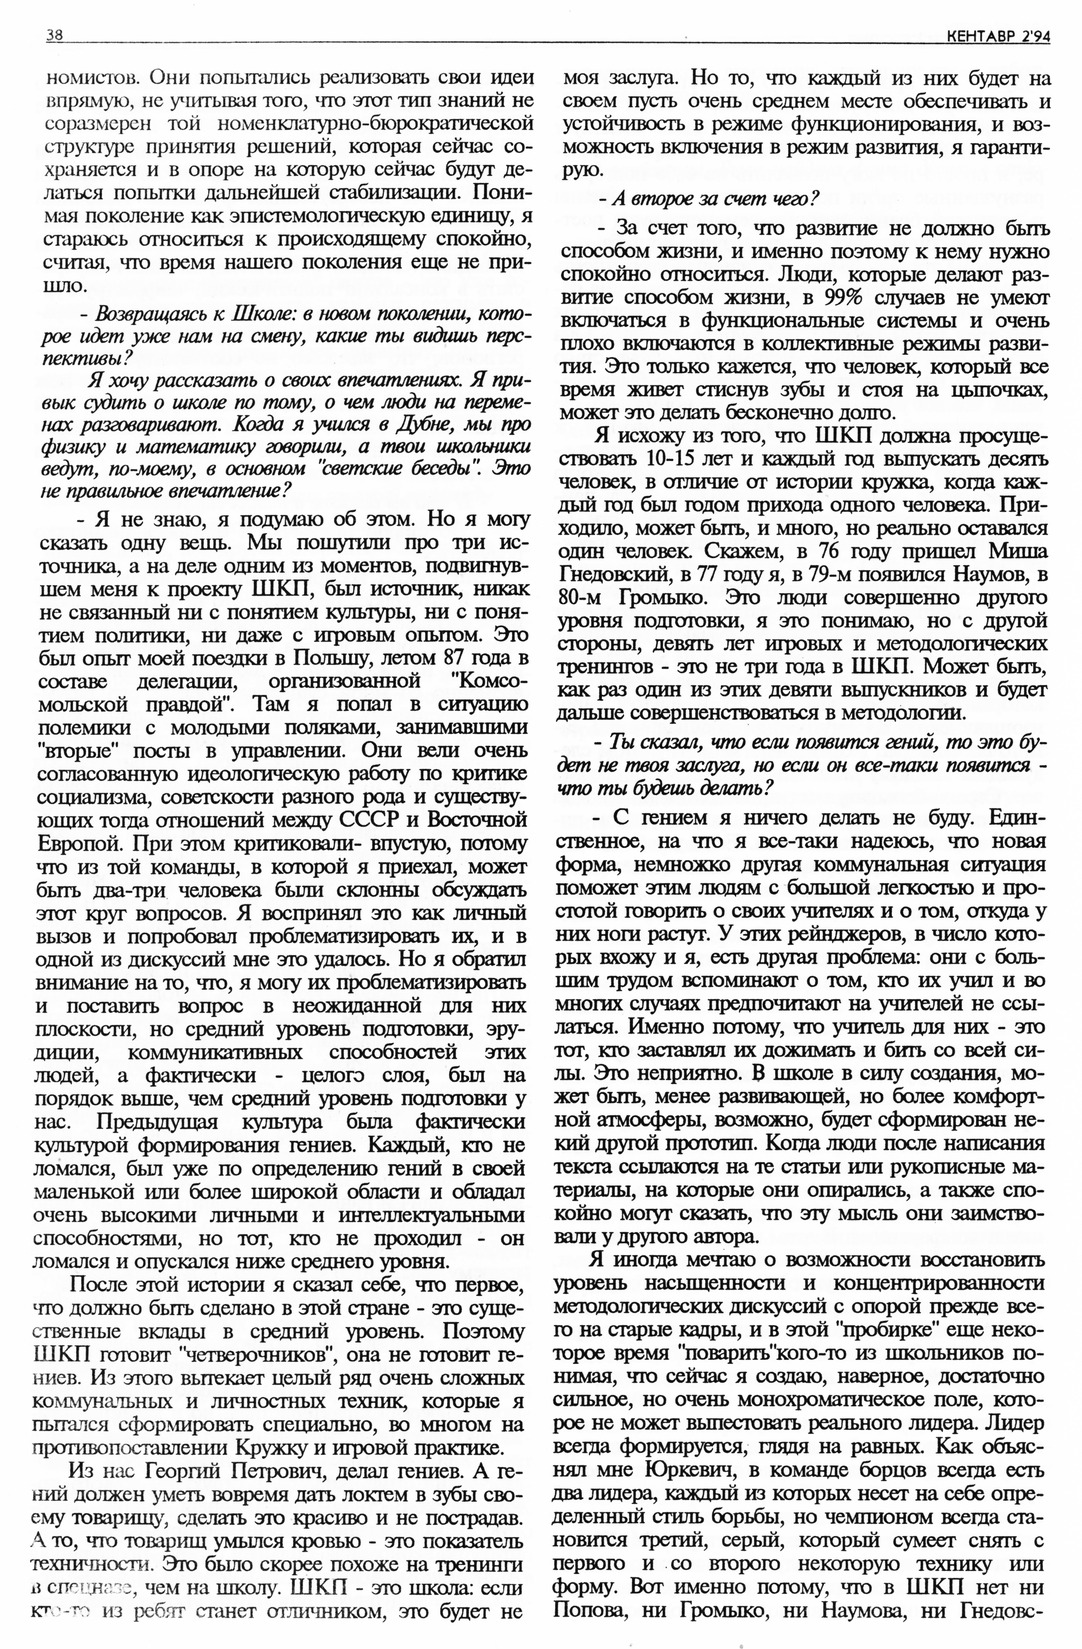 38
КЕНТАВР 2'94
номистов. Они попытались реализовать свои идеи
впрямую, не учитывая того, что этот тип знаний не
соразмерен той номенклатурно-бюрократической
структуре принятия решений, которая сейчас со-
храняется и в опоре на которую сейчас будут де-
латься попытки дальнейшей стабилизации. Пони-
мая поколение как эпистемологическую единицу, я
стараюсь относиться к происходящему спокойно,
считая, что время нашего поколения еще не при-
шло.
- Возвращаясь к Школе: в новом поколении, кото-
рое идет уже нам на смену, какие ты видишь перс-
пективы?
Я хочу рассказать о своих впечатлениях. Я при-
вык судить о школе по тому, о чем люди на переме-
нах разговаривают. Когда я учился в Дубне, мы про
физику и математику говорили, а твои школьники
ведут, по-моему, в основном "светские беседы". Это
не правильное впечатление?
- Я не знаю, я подумаю об этом. Но я могу
сказать одну вещь. Мы пошутили про три ис-
точника, а на деле одним из моментов, подвигнув-
шем меня к проекту ШКП, был источник, никак
не связанный ни с понятием культуры, ни с поня-
тием политики, ни даже с игровым опытом. Это
был опыт моей поездки в Польшу, летом 87 года в
составе делегации, организованной "Комсо-
мольской правдой". Там я попал в ситуацию
полемики с молодыми поляками, занимавшими
"вторые" посты в управлении. Они вели очень
согласованную идеологическую работу по критике
социализма, советскости разного рода и существу-
ющих тогда отношений между СССР и Восточной
Европой. При этом критиковали- впустую, потому
что из той команды, в которой я приехал, может
быть два-три человека были склонны обсуждать
этот круг вопросов. Я воспринял это как личный
вызов и попробовал проблематизировать их, и в
одной из дискуссий мне это удалось. Но я обратил
внимание на то, что, я могу их проблематизировать
и поставить вопрос в неожиданной для них
плоскости, но средний уровень подготовки, эру-
диции, коммуникативных способностей этих
людей, а фактически - целого слоя, был на
порядок выше, чем средний уровень подготовки у
нас. Предыдущая культура была фактически
культурой формирования гениев. Каждый, кто не
ломался, был уже по определению гений в своей
маленькой или более широкой области и обладал
очень высокими личными и интеллектуальными
способностями, но тот, кто не проходил - он
ломался и опускался ниже среднего уровня.
После этой истории я сказал себе, что первое,
что должно быть сделано в этой стране - это суще-
ственные вклады в средний уровень. Поэтому
ШКП готовит "четверочников", она не готовит ге-
ниев. Из этого вытекает целый ряд очень сложных
коммунальных и личностных техник, которые я
пытался сформировать специально, во многом на
противопоставлении Кружку и игровой практике.
Из нас Георгий Петрович, делал гениев. А ге-
ний должен уметь вовремя дать локтем в зубы сво-
ему товарищу, сделать это красиво и не пострадав.
А то, что товарищ умылся кровью - это показатель
техничности. Это было скорее похоже на тренинги
в спецназе, чем на школу. ШКП - это школа: если
кто-то из ребят станет отличником, это будет не
моя заслуга. Но то, что каждый из них будет на
своем пусть очень среднем месте обеспечивать и
устойчивость в режиме функционирования, и воз-
можность включения в режим развития, я гаранти-
рую.
- А второе за счет чего?
- За счет того, что развитие не должно быть
способом жизни, и именно поэтому к нему нужно
спокойно относиться. Люди, которые делают раз-
витие способом жизни, в 99% случаев не умеют
включаться в функциональные системы и очень
плохо включаются в коллективные режимы разви-
тия. Это только кажется, что человек, который все
время живет стиснув зубы и стоя на цыпочках,
может это делать бесконечно долго.
Я исхожу из того, что ШКП должна просуще-
ствовать 10-15 лет и каждый год выпускать десять
человек, в отличие от истории кружка, когда каж-
дый год был годом прихода одного человека. При-
ходило, может быть, и много, но реально оставался
один человек. Скажем, в 76 году пришел Миша
Гнедовский, в 77 году я, в 79-м появился Наумов, в
80-м Громыко. Это люди совершенно другого
уровня подготовки, я это понимаю, но с другой
стороны, девять лет игровых и методологических
тренингов - это не три года в ШКП. Может быть,
как раз один из этих девяти выпускников и будет
дальше совершенствоваться в методологии.
- Ты сказал, что если появится гений, то это бу-
дет не твоя заслуга, но если он все-таки появится -
что ты будешь делать?
- С гением я ничего делать не буду. Един-
ственное, на что я все-таки надеюсь, что новая
форма, немножко другая коммунальная ситуация
поможет этим людям с большой легкостью и про-
стотой говорить о своих учителях и о том, откуда у
них ноги растут. У этих рейнджеров, в число кото-
рых вхожу и я, есть другая проблема: они с боль-
шим трудом вспоминают о том, кто их учил и во
многих случаях предпочитают на учителей не ссы-
латься. Именно потому, что учитель для них - это
тот, кто заставлял их дожимать и бить со всей си-
лы. Это неприятно. В школе в силу создания, мо-
жет быть, менее развивающей, но более комфорт-
ной атмосферы, возможно, будет сформирован не-
кий другой прототип. Когда люди после написания
текста ссылаются на те статьи или рукописные ма-
териалы, на которые они опирались, а также спо-
койно могут сказать, что эту мысль они заимство-
вали у другого автора.
Я иногда мечтаю о возможности восстановить
уровень насыщенности и концентрированности
методологических дискуссий с опорой прежде все-
го на старые кадры, и в этой "пробирке" еще неко-
торое время "поварить"кого-то из школьников по-
нимая, что сейчас я создаю, наверное, достаточно
сильное, но очень монохроматическое поле, кото-
рое не может выпестовать реального лидера. Лидер
всегда формируется, глядя на равных. Как объяс-
нял мне Юркевич, в команде борцов всегда есть
два лидера, каждый из которых несет на себе опре-
деленный стиль борьбы, но чемпионом всегда ста-
новится третий, серый, который сумеет снять с
первого и со второго некоторую технику или
форму. Вот именно потому, что в ШКП нет ни
Попова, ни Громыко, ни Наумова, ни Гнедовс-